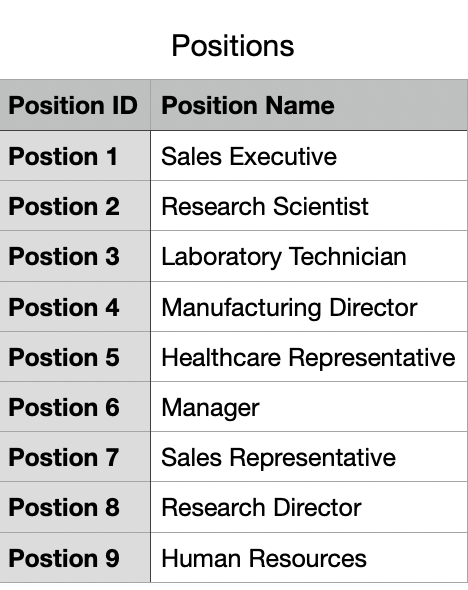 Positions
Position ID Position Name
Postion 1 Sales Executive
Postion 2 Research Scientist
Postion 3 Laboratory Technician
Postion 4 Manufacturing Director
Postion 5 Healthcare Representative
Postion 6 Manager
Postion 7 Sales Representative
Postion 8 Research Director
Postion 9 Human Resources